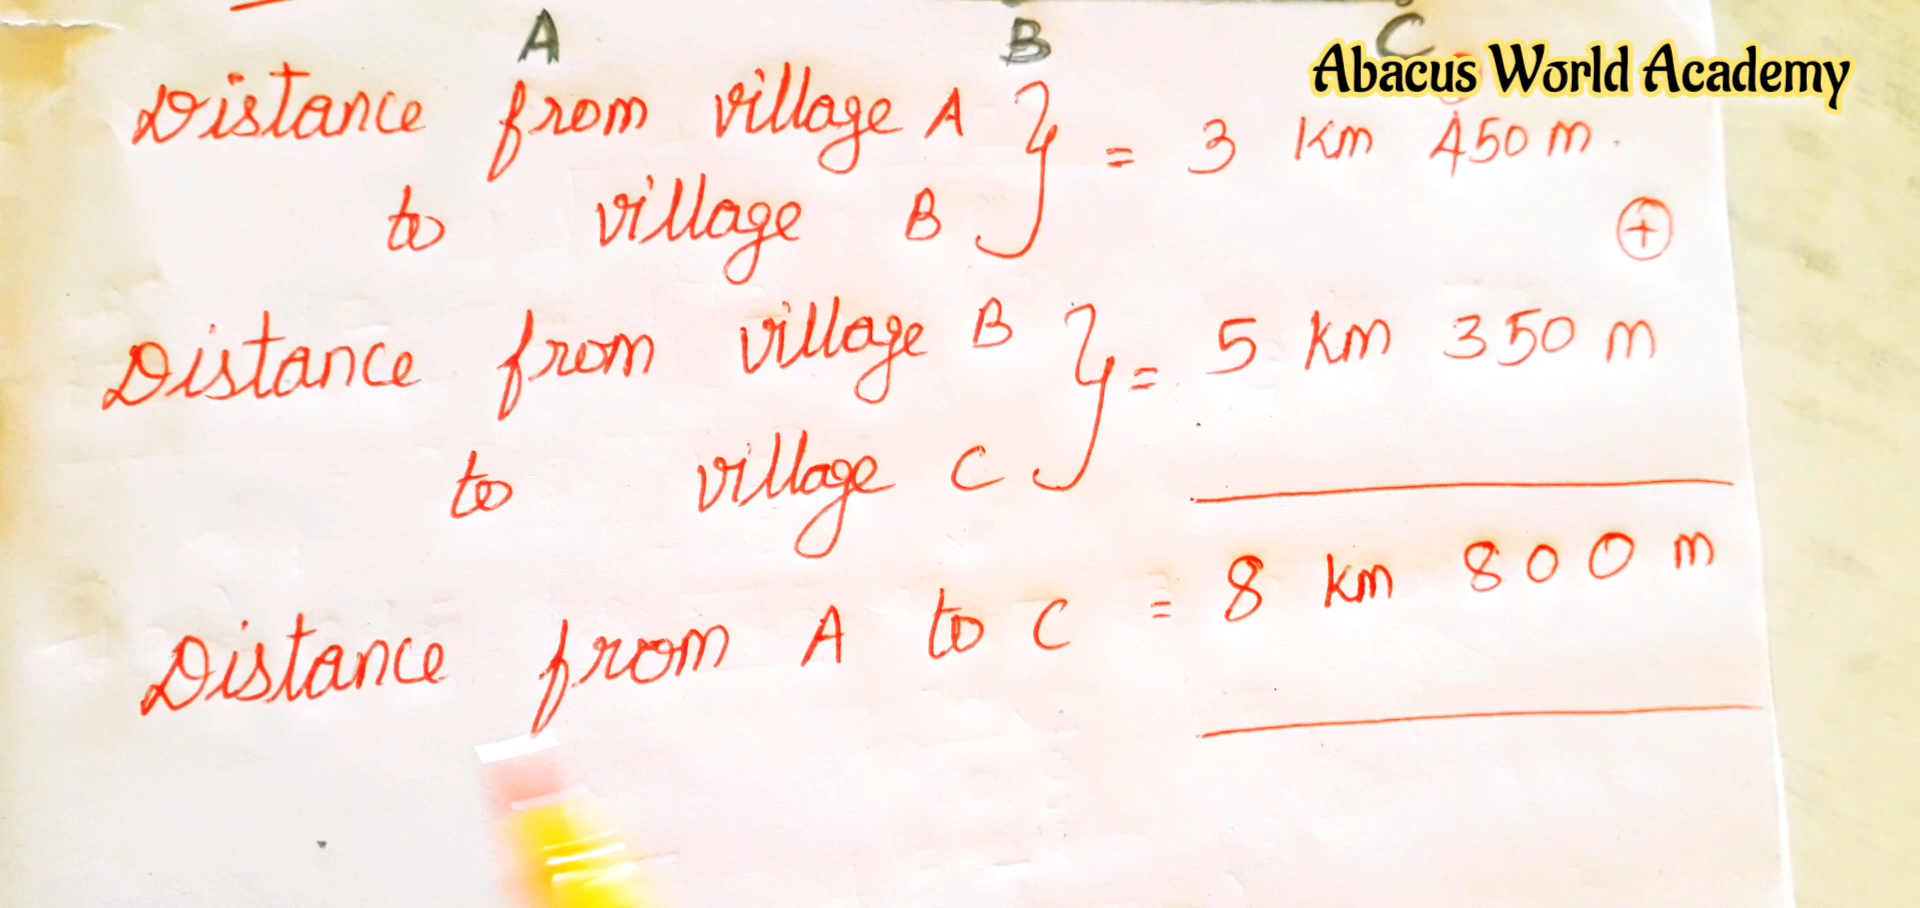 A B C
Abacus World Academy
Distance from village A } = 3 km 450 m.
to village B
+
Distance from village B } = 5 km 350 m
to village C
Distance from A to C = 8 km 800 m